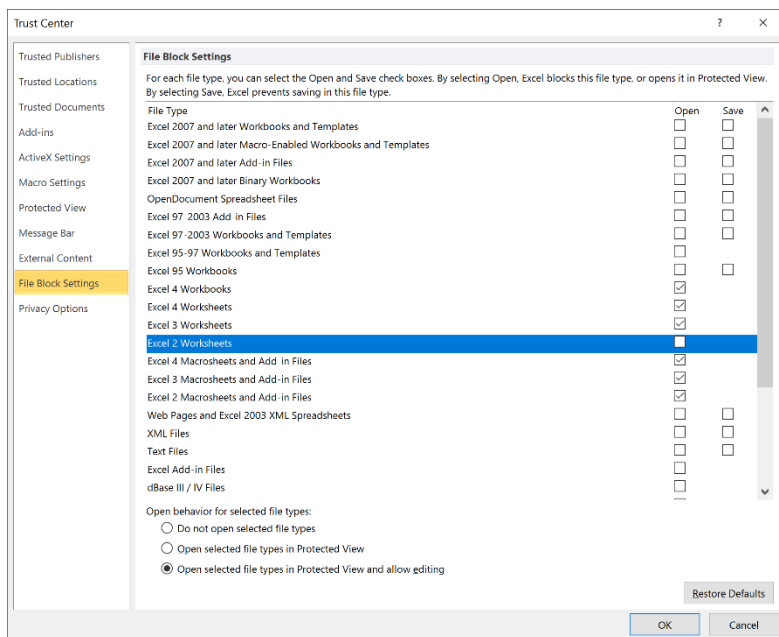 Trust Center
?
Trusted Publishers
Trusted Locations
Trusted Documents
Add-ins
ActiveX Settings
Macro Settings
Protected View
Message Bar
External Content
File Block Settings
Privacy Options
File Block Settings
For each file type, you can select the Open and Save check boxes. By selecting Open, Excel blocks this file type, or opens it in Protected View.
By selecting Save, Excel prevents saving in this file type.
File Type Open Save
Excel 2007 and later Workbooks and Templates
Excel 2007 and later Macro-Enabled Workbooks and Templates
Excel 2007 and later Add-in Files
Excel 2007 and later Binary Workbooks
OpenDocument Spreadsheet Files
Excel 97 2003 Add in Files
Excel 97-2003 Workbooks and Templates
Excel 95-97 Workbooks and Templates
Excel 95 Workbooks
Excel 4 Workbooks
Excel 4 Worksheets
Excel 3 Worksheets
Excel 2 Worksheets
Excel 4 Macrosheets and Add in Files
Excel 3 Macrosheets and Add-in Files
Excel 2 Macrosheets and Add-in Files
Web Pages and Excel 2003 XML Spreadsheets
XML Files
Text Files
Excel Add-in Files
dBase III / IV Files
Open behavior for selected file types:
Do not open selected file types
Open selected file types in Protected View
Open selected file types in Protected View and allow editing
Restore Defaults
OK
Cancel